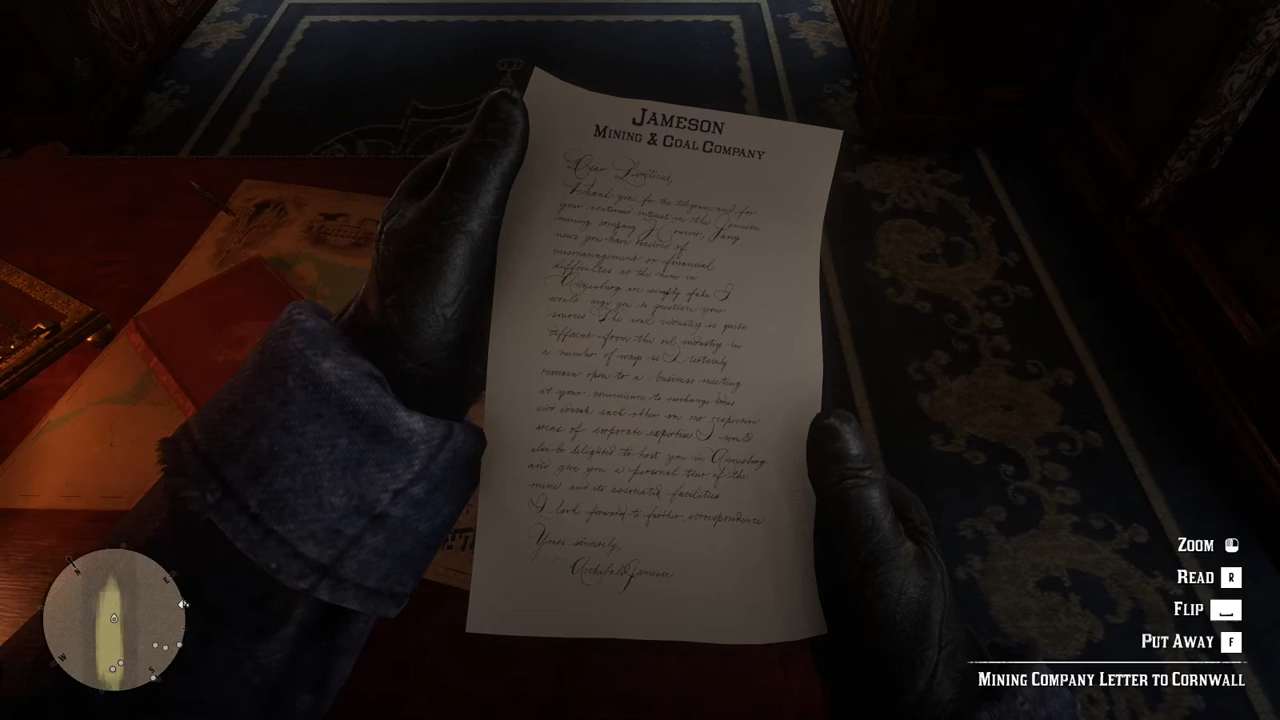 JAMESON
MINING & COAL COMPANY
Dear Leviticus,
Thank you for the telegram and for
your continued interest in the Jameson
mining company. I concur, I any
news you have received of
mismanagement or financial
difficulties at the mine in
Annesburg are simply fake I
would urge you to question your
sources The coal industry is quite
different from the oil industry in
a number of ways so I certainly
remain open to a business meeting
at your convenience to exchange ideas
and each other on our respective
areas of corporate expertise I would
also be delighted to host you in Annesburg
and give you a personal tour of the
mine and its associated facilities
I look forward to further correspondence
Yours sincerely,
Archibald Jameson
ZOOM
READ R
FLIP
PUT AWAY F
MINING COMPANY LETTER TO CORNWALL
N
W
S